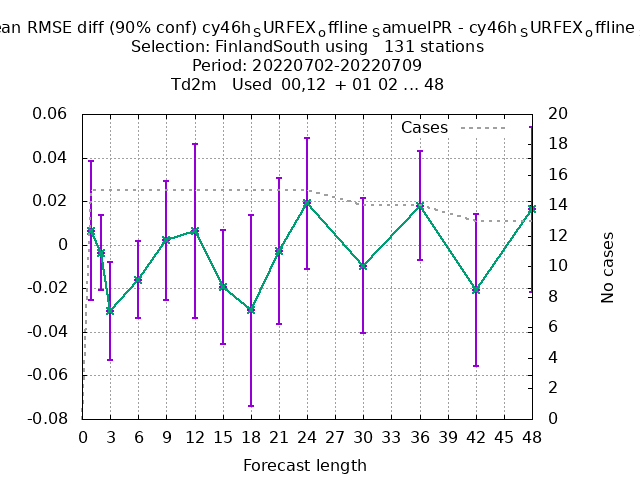 ean RMSE diff (90% conf) cy46h_SURFEX_offline_SamuelPR - cy46h_SURFEX_offline
Selection: FinlandSouth using 131 stations
Period: 20220702-20220709
Td2m Used 00,12 + 01 02 ... 48
Cases
0.06
0.04
0.02
0
-0.02
-0.04
-0.06
-0.08
20
18
16
14
12
10
8
6
4
2
0
No cases
0 3 6 9 12 15 18 21 24 27 30 33 36 39 42 45 48
Forecast length